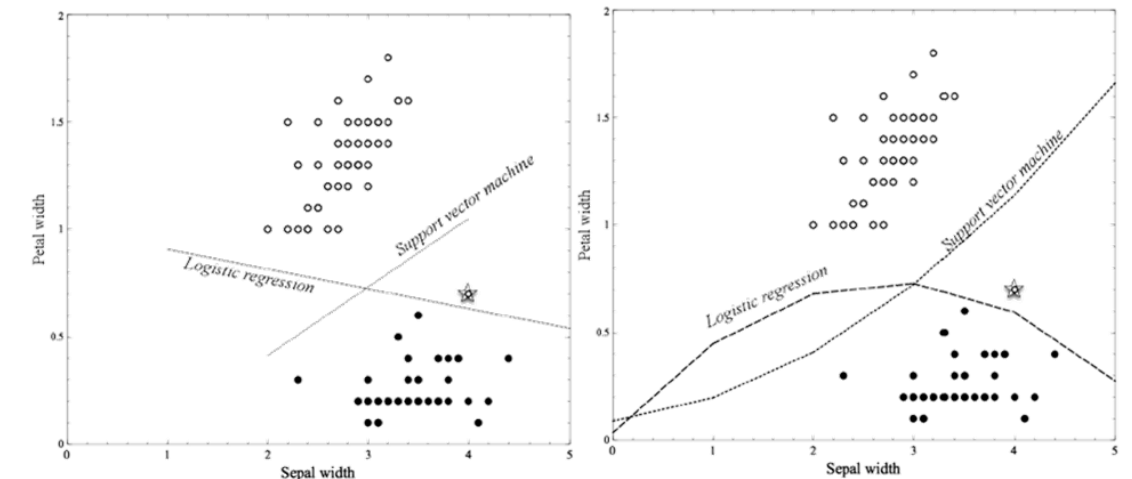 2
1.5
1
0.5
0
0
1
2
3
4
5
Petal width
Sepal width
Logistic regression
Support vector machine
2
1.5
1
0.5
0
0
1
2
3
4
5
Petal width
Sepal width
Logistic regression
Support vector machine